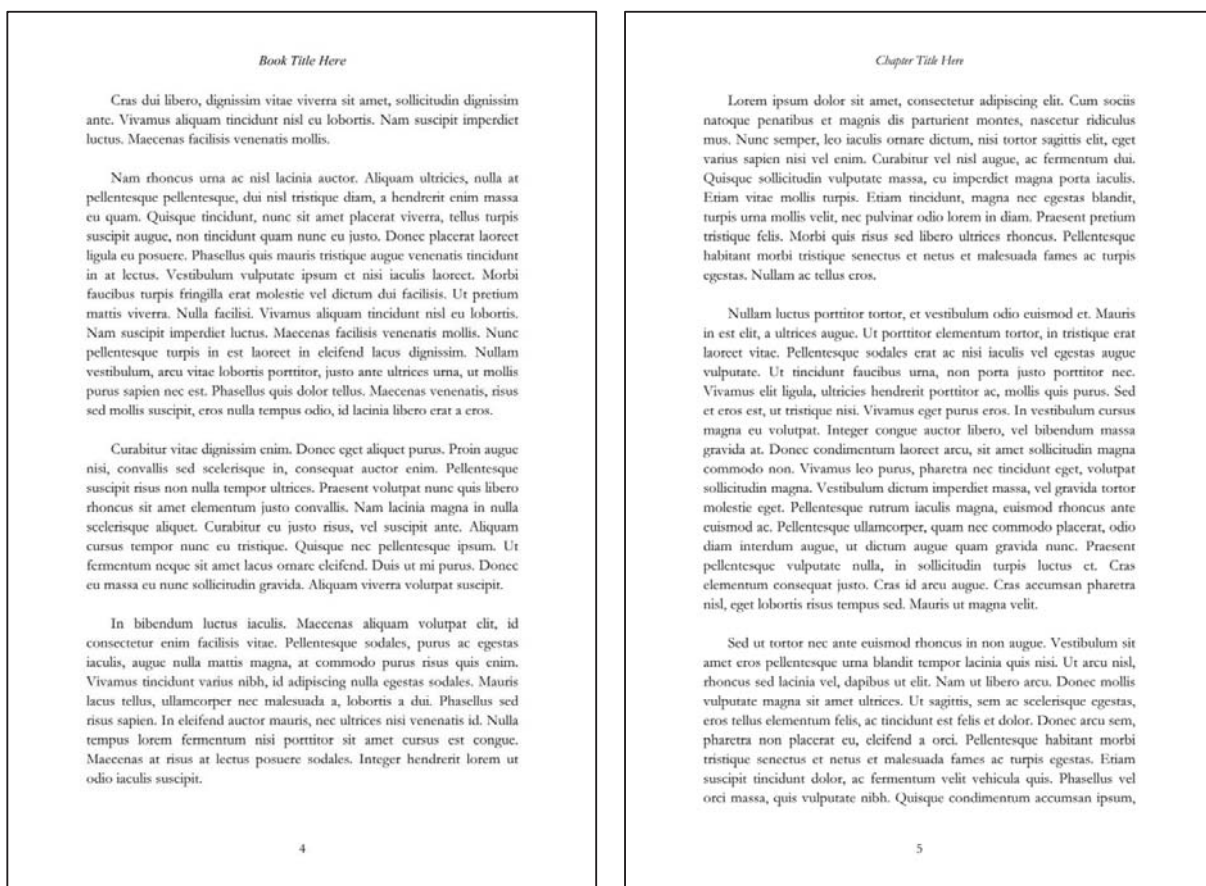 Book Title Here
Cras dui libero, dignissim vitae viverra sit amet, sollicitudin dignissim
ante. Vivamus aliquam tincidunt nisl eu lobortis. Nam suscipit imperdiet
luctus. Maecenas facilisis venenatis mollis.
Nam rhoncus urna ac nisl lacinia auctor. Aliquam ultricies, nulla at
pellentesque pellentesque, dui nisl tristique diam, a hendrerit enim massa
eu quam. Quisque tincidunt, nunc sit amet placerat viverra, tellus turpis
suscipit augue, non tincidunt quam nunc eu justo. Donec placerat laoreet
ligula eu posuere. Phasellus quis mauris tristique augue venenatis tincidunt
in at lectus. Vestibulum vulputate ipsum et nisi iaculis laoreet. Morbi
faucibus turpis fringilla erat molestie vel dictum dui facilisis. Ut pretium
mattis viverra. Nulla facilisi. Vivamus aliquam tincidunt nisl eu lobortis.
Nam suscipit imperdiet luctus. Maecenas facilisis venenatis mollis. Nunc
pellentesque turpis in est laoreet in eleifend lacus dignissim. Nullam
vestibulum, arcu vitae lobortis porttitor, justo ante ultrices urna, ut mollis
purus sapien nec est. Phasellus quis dolor tellus. Maecenas venenatis, risus
sed mollis suscipit, eros nulla tempus odio, id lacinia libero erat a eros.
Curabitur vitae dignissim enim. Donec eget aliquet purus. Proin augue
nisi, convallis sed scelerisque in, consequat auctor enim. Pellentesque
suscipit risus non nulla tempor ultrices. Praesent volutpat nunc quis libero
rhoncus sit amet elementum justo convallis. Nam lacinia magna in nulla
scelerisque aliquet. Curabitur eu justo risus, vel suscipit ante. Aliquam
cursus tempor nunc eu tristique. Quisque nec pellentesque ipsum. Ut
fermentum neque sit amet lacus ornare eleifend. Duis ut mi purus. Donec
eu massa eu nunc sollicitudin gravida. Aliquam viverra volutpat suscipit.
In bibendum luctus iaculis. Maecenas aliquam volutpat elit, id
consectetur enim facilisis vitae. Pellentesque sodales, purus ac egestas
iaculis, augue nulla mattis magna, at commodo purus risus quis enim.
Vivamus tincidunt varius nibh, id adipiscing nulla egestas sodales. Mauris
lacus tellus, ullamcorper nec malesuada a, lobortis a dui. Phasellus sed
risus sapien. In eleifend auctor mauris, nec ultrices nisi venenatis id. Nulla
tempus lorem fermentum nisi porttitor sit amet cursus est congue.
Maecenas at risus at lectus posuere sodales. Integer hendrerit lorem ut
odio iaculis suscipit.
4
Chapter Title Here
Lorem ipsum dolor sit amet, consectetur adipiscing elit. Cum sociis
natoque penatibus et magnis dis parturient montes, nascetur ridiculus
mus. Nunc semper, leo iaculis ornare dictum, nisi tortor sagittis elit, eget
varius sapien nisi vel enim. Curabitur vel nisl augue, ac fermentum dui.
Quisque sollicitudin vulputate massa, eu imperdiet magna porta iaculis.
Etiam vitae mollis turpis. Etiam tincidunt, magna nec egestas blandit,
turpis urna mollis velit, nec pulvinar odio lorem in diam. Praesent pretium
tristique felis. Morbi quis risus sed libero ultrices rhoncus. Pellentesque
habitant morbi tristique senectus et netus et malesuada fames ac turpis
egestas. Nullam ac tellus eros.
Nullam luctus porttitor tortor, et vestibulum odio euismod et. Mauris
in est elit, a ultrices augue. Ut porttitor elementum tortor, in tristique erat
laoreet vitae. Pellentesque sodales erat ac nisi iaculis vel egestas augue
vulputate. Ut tincidunt faucibus urna, non porta justo porttitor nec.
Vivamus elit ligula, ultricies hendrerit porttitor ac, mollis quis purus. Sed
et eros est, ut tristique nisi. Vivamus eget purus eros. In vestibulum cursus
magna eu volutpat. Integer congue auctor libero, vel bibendum massa
gravida at. Donec condimentum laoreet arcu, sit amet sollicitudin magna
commodo non. Vivamus leo purus, pharetra nec tincidunt eget, volutpat
sollicitudin magna. Vestibulum dictum imperdiet massa, vel gravida tortor
molestie eget. Pellentesque rutrum iaculis magna, euismod rhoncus ante
euismod ac. Pellentesque ullamcorper, quam nec commodo placerat, odio
diam interdum augue, ut dictum augue quam gravida nunc. Praesent
pellentesque vulputate nulla, in sollicitudin turpis luctus et. Cras
elementum consequat justo. Cras id arcu augue. Cras accumsan pharetra
nisl, eget lobortis risus tempus sed. Mauris ut magna velit.
Sed ut tortor nec ante euismod rhoncus in non augue. Vestibulum sit
amet eros pellentesque urna blandit tempor lacinia quis nisi. Ut arcu nisl,
rhoncus sed lacinia vel, dapibus ut elit. Nam ut libero arcu. Donec mollis
vulputate magna sit amet ultrices. Ut sagittis, sem ac scelerisque egestas,
eros tellus elementum felis, ac tincidunt est felis et dolor. Donec arcu sem,
pharetra non placerat eu, eleifend a orci. Pellentesque habitant morbi
tristique senectus et netus et malesuada fames ac turpis egestas. Etiam
suscipit tincidunt dolor, ac fermentum velit vehicula quis. Phasellus vel
orci massa, quis vulputate nibh. Quisque condimentum accumsan ipsum,
5